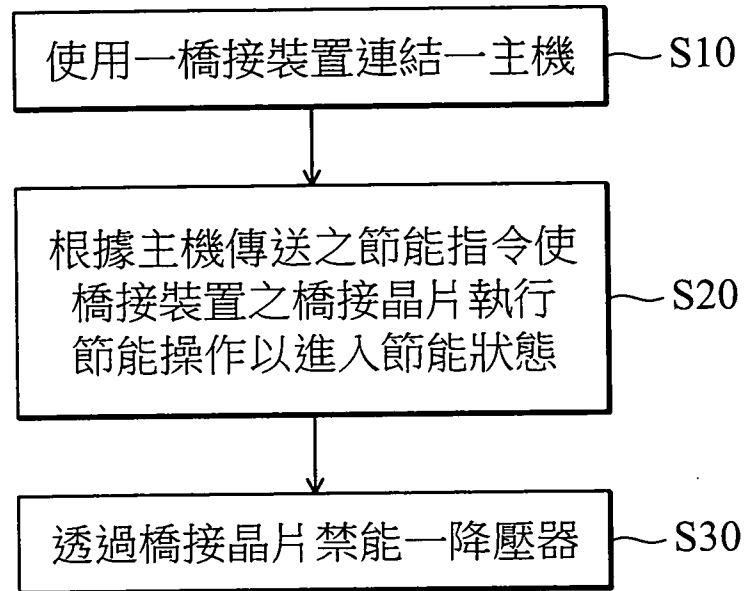 使用一橋接裝置連結一主機
S10
根據主機傳送之節能指令使
橋接裝置之橋接晶片執行
節能操作以進入節能狀態
S20
透過橋接晶片禁能一降壓器
S30